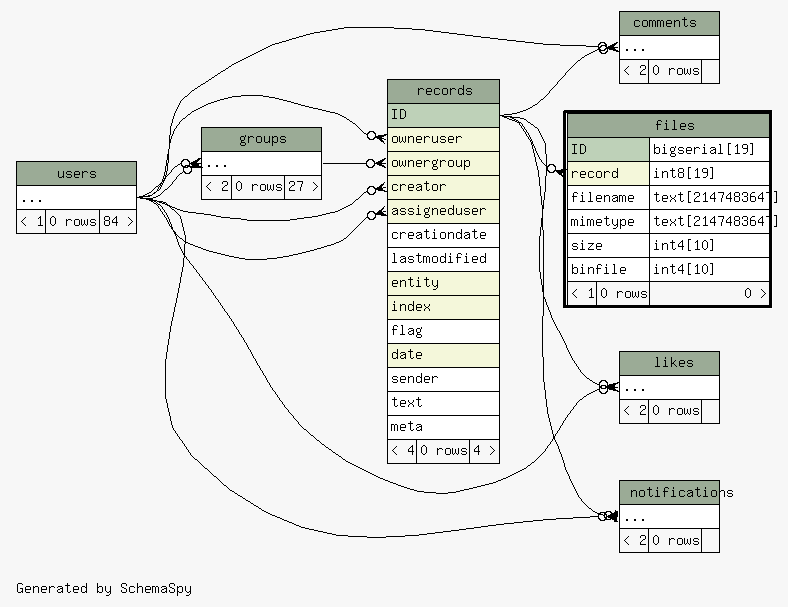 users
...
< 1 0 rows 84 >
groups
...
< 2 0 rows 27 >
records
ID
owneruser
ownergroup
creator
assigneduser
creationdate
lastmodified
entity
index
flag
date
sender
text
meta
< 4 0 rows 4 >
comments
...
< 2 0 rows
files
ID bigserial[19]
record int8[19]
filename text[2147483647]
mimetype text[2147483647]
size int4[10]
binfile int4[10]
< 1 0 rows 0 >
likes
...
< 2 0 rows
notifications
...
< 2 0 rows
Generated by SchemaSpy